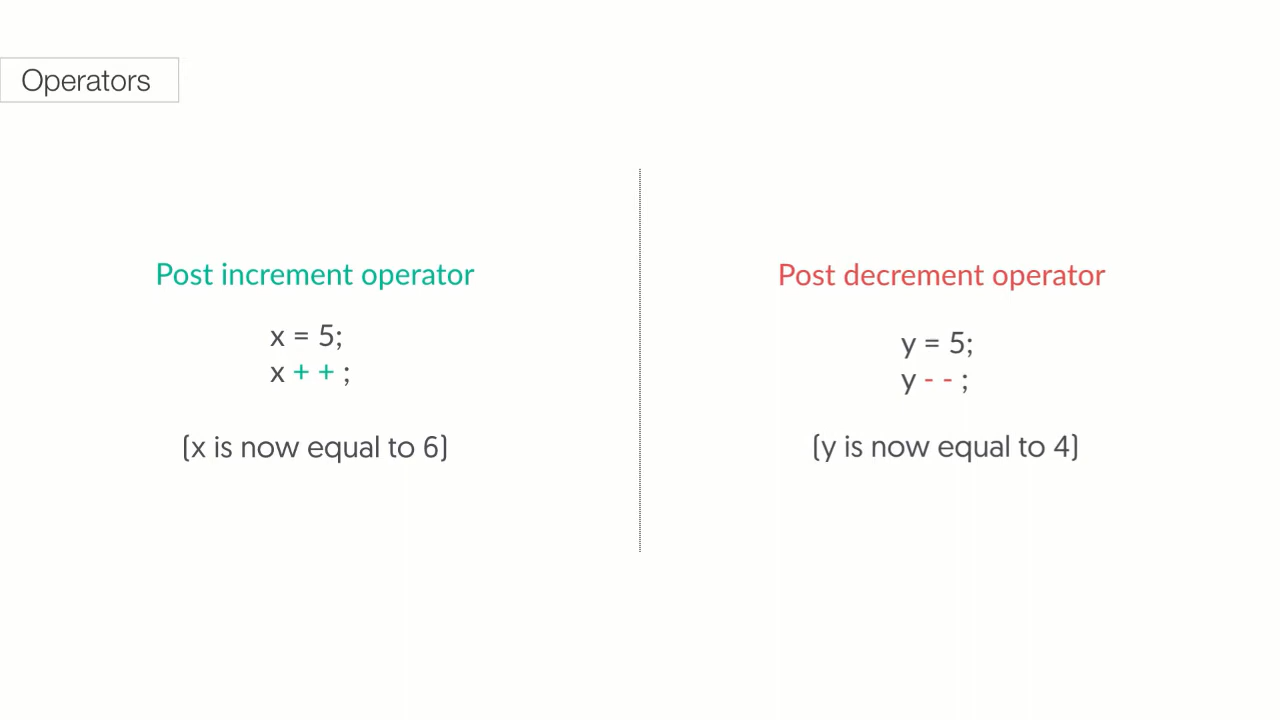 Operators
Post increment operator
x = 5;
x + + ;
(x is now equal to 6)
Post decrement operator
y = 5;
y - - ;
(y is now equal to 4)